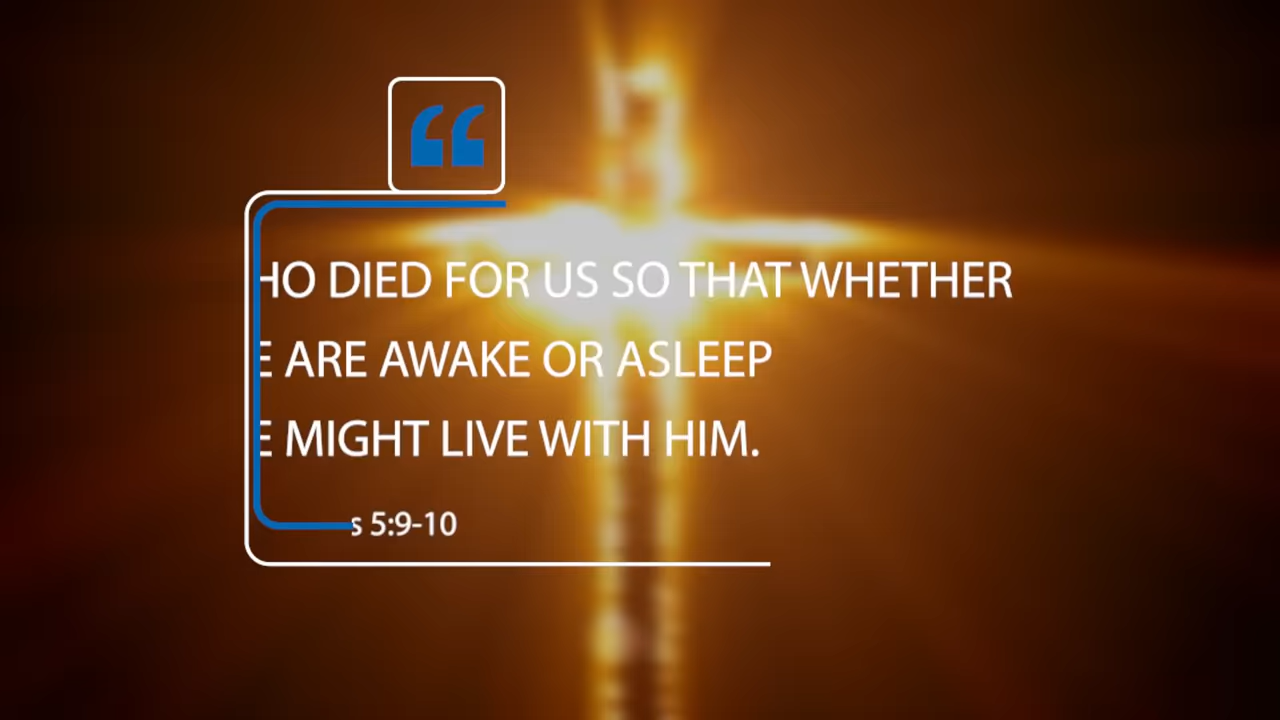 HO DIED FOR US SO THAT WHETHER
E ARE AWAKE OR ASLEEP
E MIGHT LIVE WITH HIM.
s 5:9-10